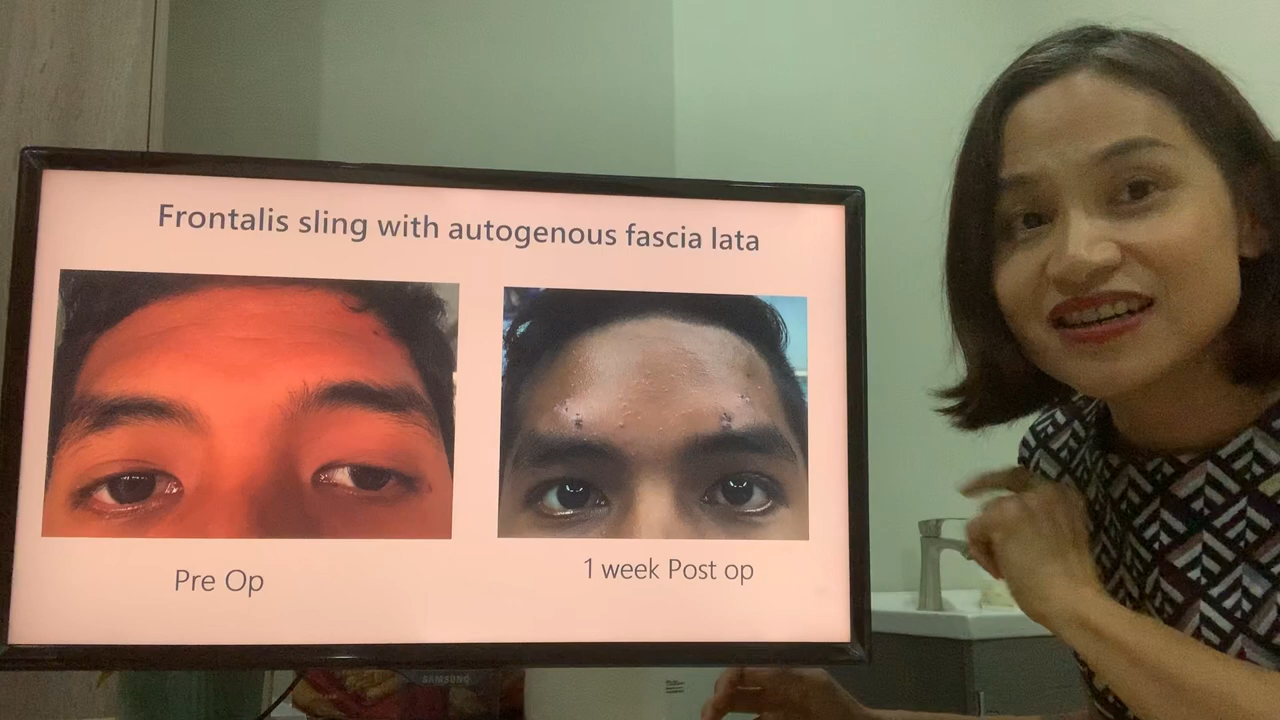 Frontalis sling with autogenous fascia lata
Pre Op
1 week Post op
SAMSUNG